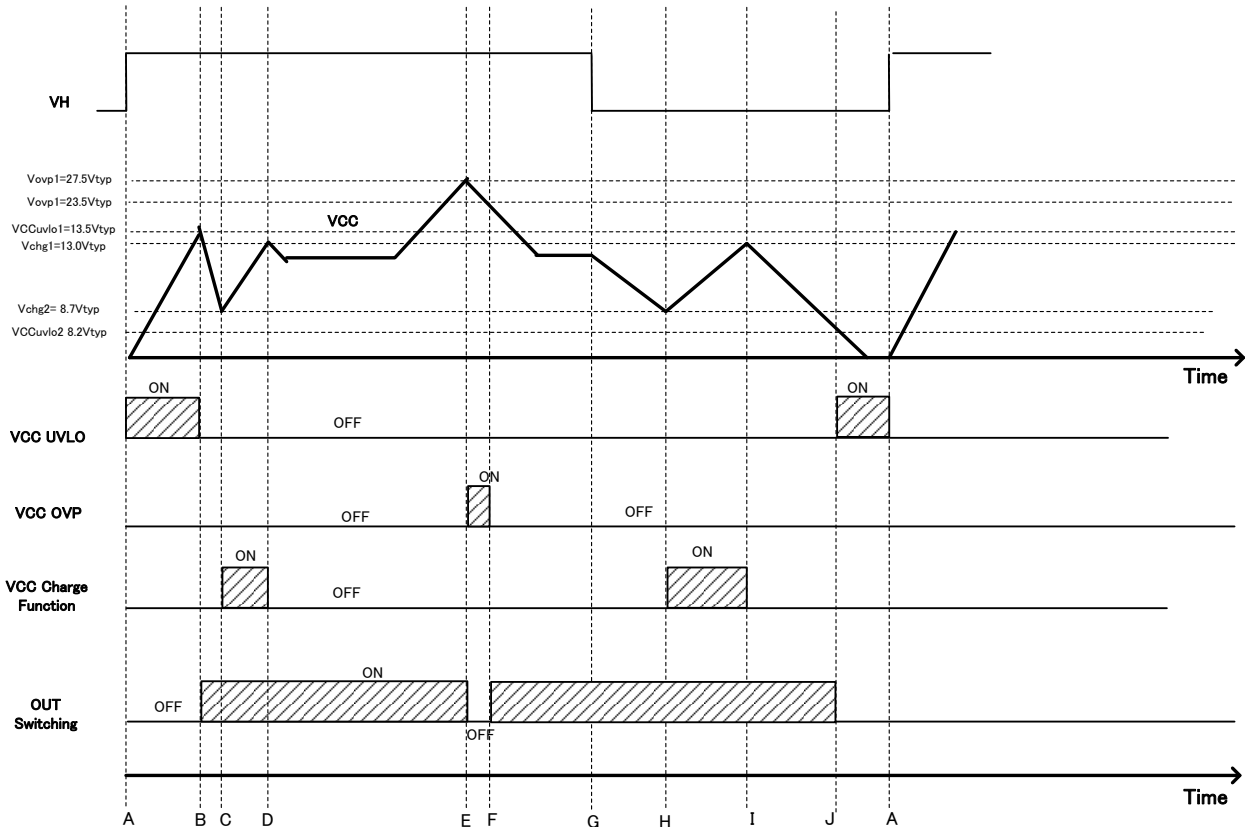 VH
Vovp1=27.5Vtyp
Vovp1=23.5Vtyp
VCCuvlo1=13.5Vtyp
Vchg1=13.0Vtyp
VCC
Vchg2= 8.7Vtyp
VCCuvlo2 8.2Vtyp
Time
ON
ON
VCC UVLO
OFF
ON
VCC OVP
OFF
OFF
ON
ON
VCC Charge
Function
OFF
ON
OUT
Switching
OFF
OFF
Time
A B C D E F G H I J A